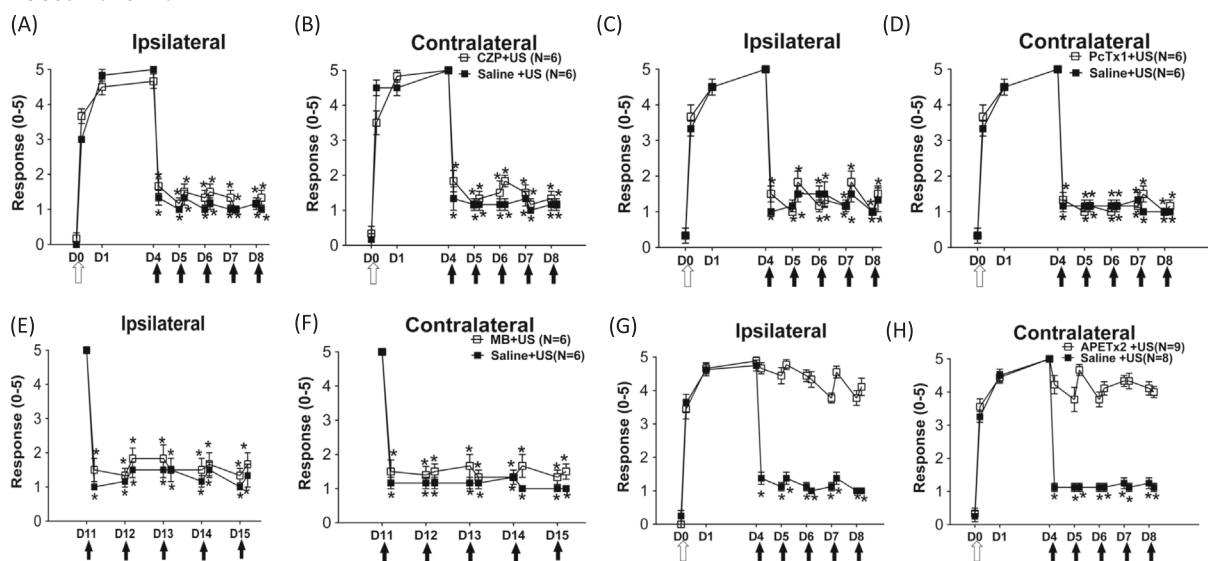 (A)
Ipsilateral
Response (0-5)
5
4
3
2
1
0
D0 D1 D4 D5 D6 D7 D8
(B)
Contralateral
CZP+US (N=6)
Saline +US (N=6)
Response (0-5)
5
4
3
2
1
0
D0 D1 D4 D5 D6 D7 D8
(C)
Ipsilateral
Response (0-5)
5
4
3
2
1
0
D0 D1 D4 D5 D6 D7 D8
(D)
Contralateral
PcTx1+US(N=6)
Saline+US(N=6)
Response (0-5)
5
4
3
2
1
0
D0 D1 D4 D5 D6 D7 D8
(E)
Ipsilateral
Response (0-5)
5
4
3
2
1
0
D11 D12 D13 D14 D15
(F)
Contralateral
MB+US (N=6)
Saline+US(N=6)
Response (0-5)
5
4
3
2
1
0
D11 D12 D13 D14 D15
(G)
Ipsilateral
Response (0-5)
5
4
3
2
1
0
D0 D1 D4 D5 D6 D7 D8
(H)
Contralateral
APETx2 +US(N=9)
Saline +US(N=8)
Response (0-5)
5
4
3
2
1
0
D0 D1 D4 D5 D6 D7 D8